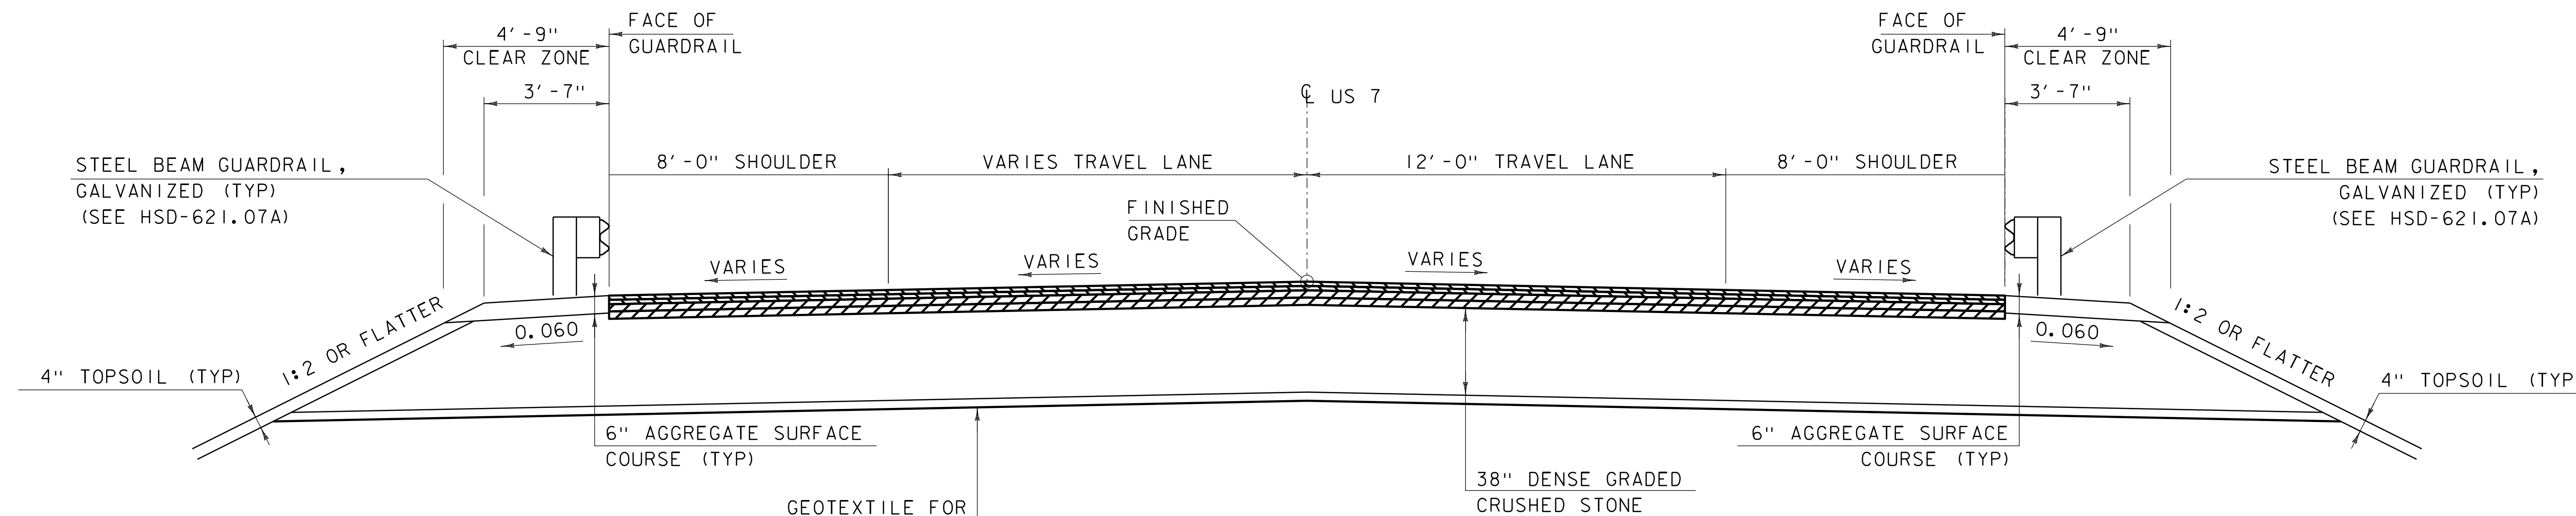 FACE OF
GUARDRAIL
4'-9"
CLEAR ZONE
3'-7"
STEEL BEAM GUARDRAIL,
GALVANIZED (TYP)
(SEE HSD-621.07A)
8'-0" SHOULDER
VARIES TRAVEL LANE
℄ US 7
12'-0" TRAVEL LANE
8'-0" SHOULDER
FACE OF
GUARDRAIL
4'-9"
CLEAR ZONE
3'-7"
STEEL BEAM GUARDRAIL,
GALVANIZED (TYP)
(SEE HSD-621.07A)
FINISHED
GRADE
VARIES
VARIES
VARIES
VARIES
0.060
0.060
1:2 OR FLATTER
1:2 OR FLATTER
4" TOPSOIL (TYP)
4" TOPSOIL (TYP
6" AGGREGATE SURFACE
COURSE (TYP)
6" AGGREGATE SURFACE
COURSE (TYP)
38" DENSE GRADED
CRUSHED STONE
GEOTEXTILE FOR